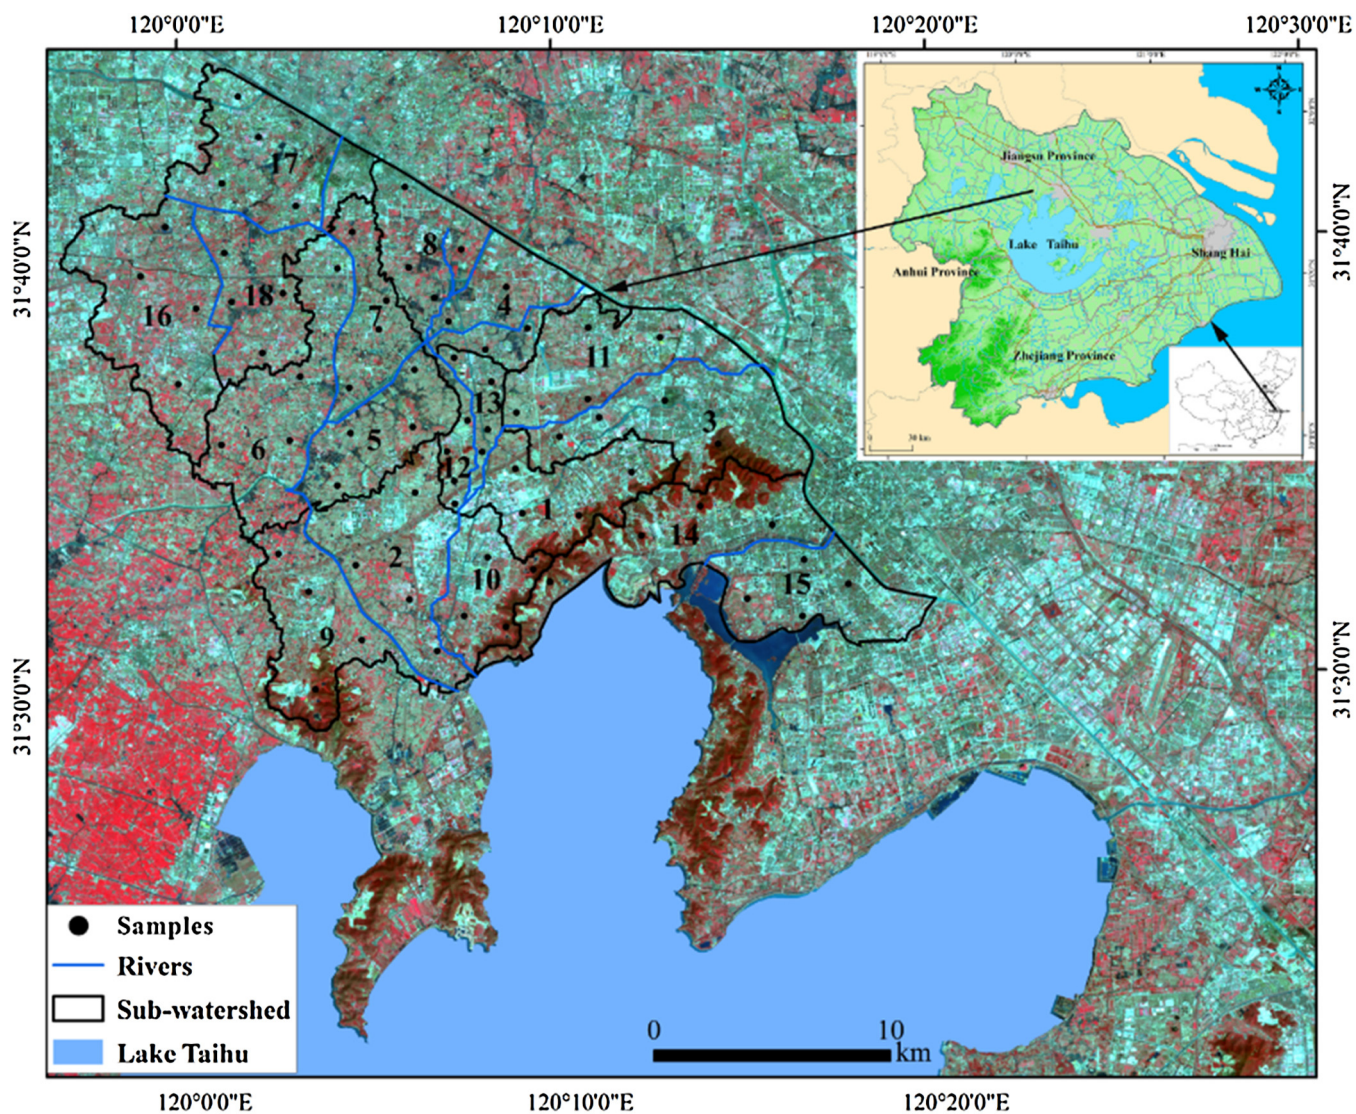 120°0'0"E 120°10'0"E 120°20'0"E 120°30'0"E
31°40'0"N
31°30'0"N
31°40'0"N
31°30'0"N
17
8
16
18
7
4
11
13
3
6
5
12
1
14
2
10
15
9
Jiangsu Province
Lake Taihu
Shang Hai
Anhui Province
Zhejiang Province
0 30 km
Samples
Rivers
Sub-watershed
Lake Taihu
0 10
km
120°0'0"E 120°10'0"E 120°20'0"E